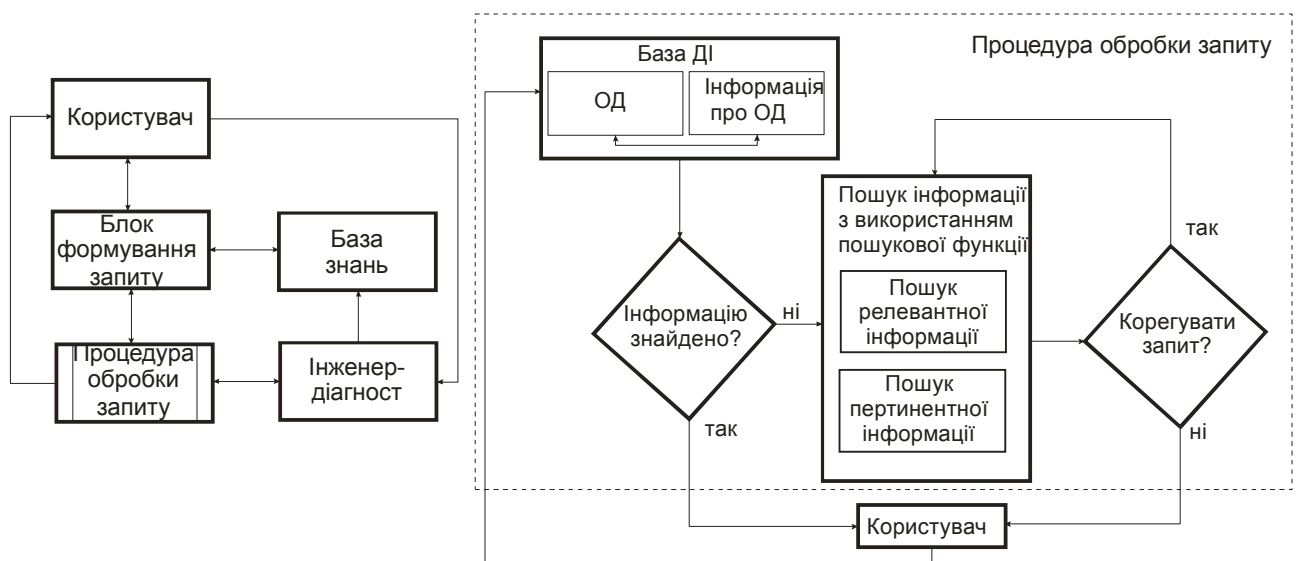 Користувач
Блок
формування
запиту
База
знань
Процедура
обробки
запиту
Інженер-
діагност
Процедура обробки запиту
База ДІ
ОД
Інформація
про ОД
Інформацію
знайдено?
ні
так
Пошук інформації
з використанням
пошукової функції
Пошук
релевантної
інформації
Пошук
пертинентної
інформації
Корегувати
запит?
так
ні
Користувач